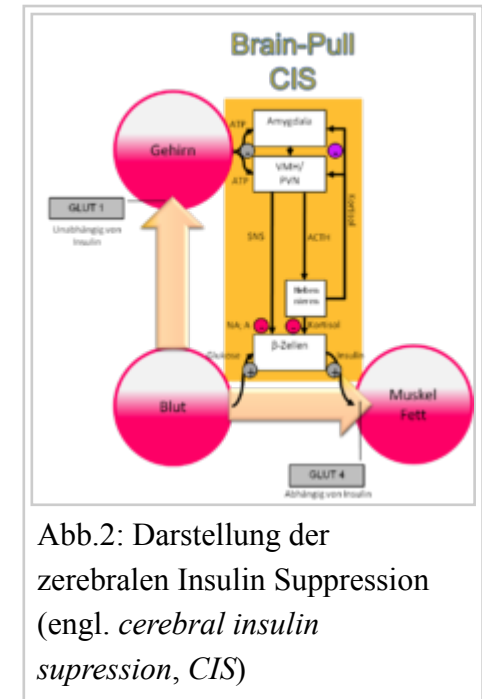 Brain-Pull
CIS
ATP
Amygdala
Gehirn
VMH/
PVN
ATP
GLUT 1
Unabhängig von
Insulin
SNS
ACTH
Kortisol
Neben
nieren
NA, A
Kortisol
β-Zellen
Glukose
Insulin
Blut
Muskel
Fett
GLUT 4
Abhängig von Insulin
Abb.2: Darstellung der
zerebralen Insulin Suppression
(engl. cerebral insulin
supression, CIS)